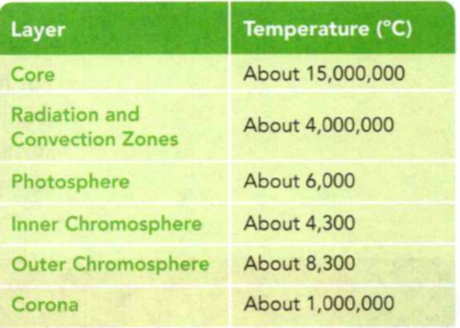 Layer Temperature (°C)
Core About 15,000,000
Radiation and
Convection Zones About 4,000,000
Photosphere About 6,000
Inner Chromosphere About 4,300
Outer Chromosphere About 8,300
Corona About 1,000,000